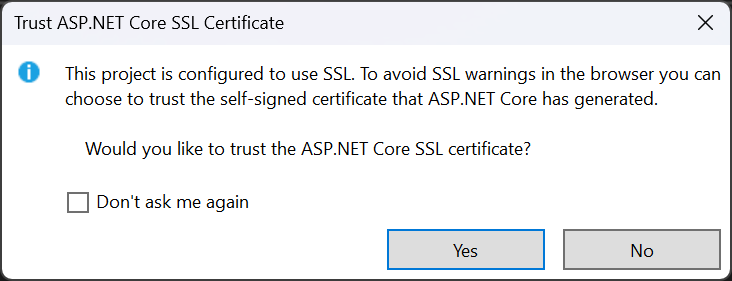 Trust ASP.NET Core SSL Certificate
This project is configured to use SSL. To avoid SSL warnings in the browser you can
choose to trust the self-signed certificate that ASP.NET Core has generated.
Would you like to trust the ASP.NET Core SSL certificate?
Don't ask me again
Yes No